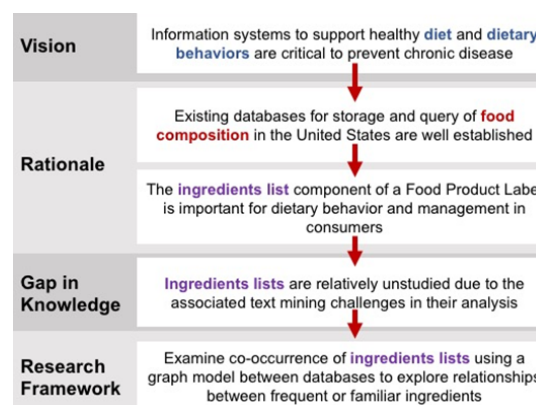 Vision
Information systems to support healthy diet and dietary
behaviors are critical to prevent chronic disease
Rationale
Existing databases for storage and query of food
composition in the United States are well established
The ingredients list component of a Food Product Labe
is important for dietary behavior and management in
consumers
Gap in
Knowledge
Ingredients lists are relatively unstudied due to the
associated text mining challenges in their analysis
Research
Framework
Examine co-occurrence of ingredients lists using a
graph model between databases to explore relationships
between frequent or familiar ingredients